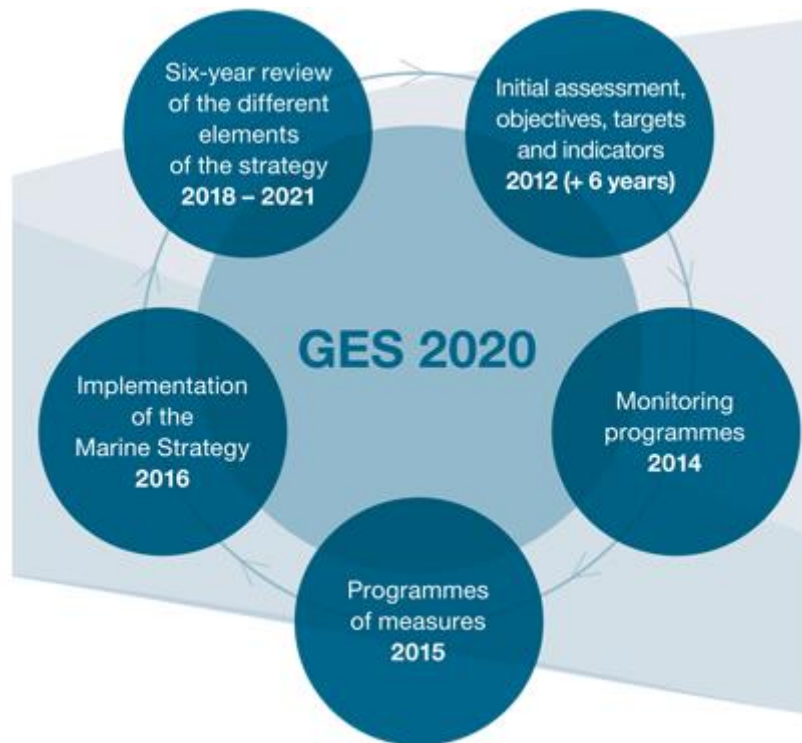 Six-year review
of the different
elements
of the strategy
2018 – 2021
Initial assessment,
objectives, targets
and indicators
2012 (+ 6 years)
GES 2020
Implementation
of the
Marine Strategy
2016
Monitoring
programmes
2014
Programmes
of measures
2015